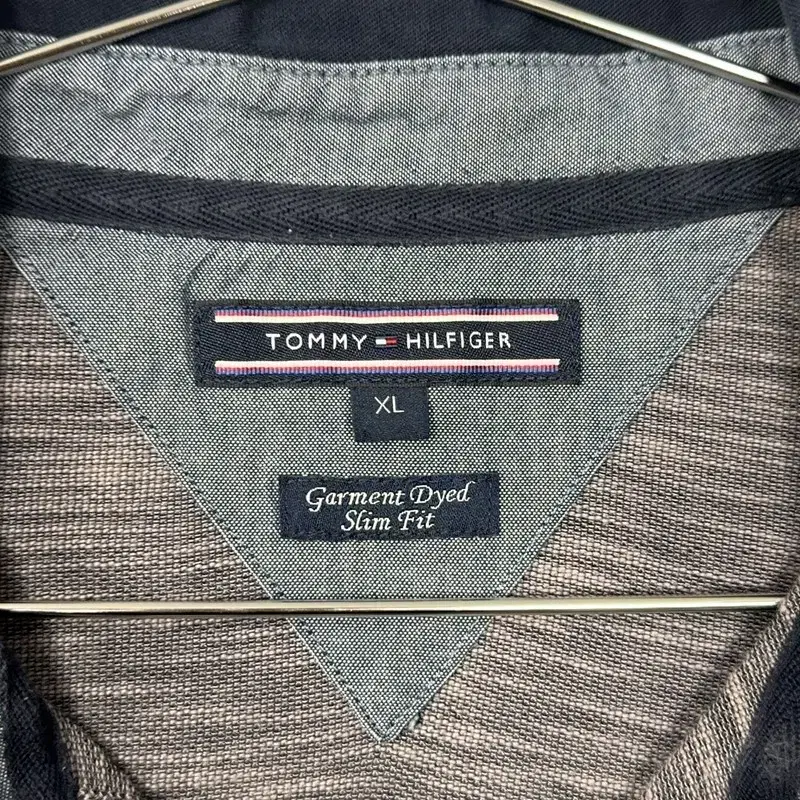 TOMMY HILFIGER
XL
Garment Dyed
Slim Fit